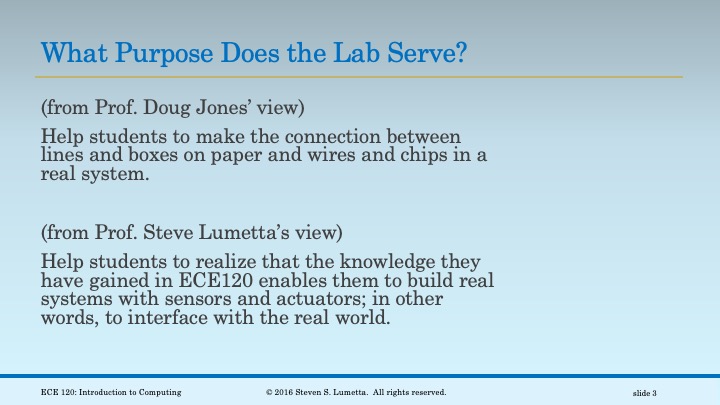 What Purpose Does the Lab Serve?
(from Prof. Doug Jones’ view)
Help students to make the connection between
lines and boxes on paper and wires and chips in a
real system.
(from Prof. Steve Lumetta’s view)
Help students to realize that the knowledge they
have gained in ECE120 enables them to build real
systems with sensors and actuators; in other
words, to interface with the real world.
ECE 120: Introduction to Computing
© 2016 Steven S. Lumetta.  All rights reserved.
slide 3